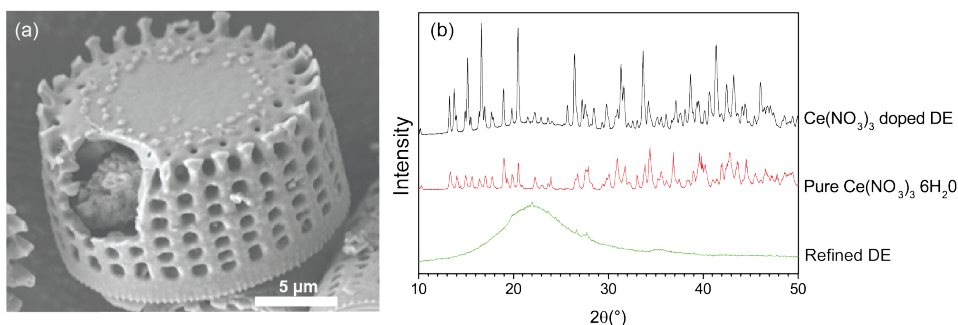 (a)
5 µm
(b)
Intensity
Ce(NO₃)₃ doped DE
Pure Ce(NO₃)₃ 6H₂0
Refined DE
10 20 30 40 50
2θ(°)